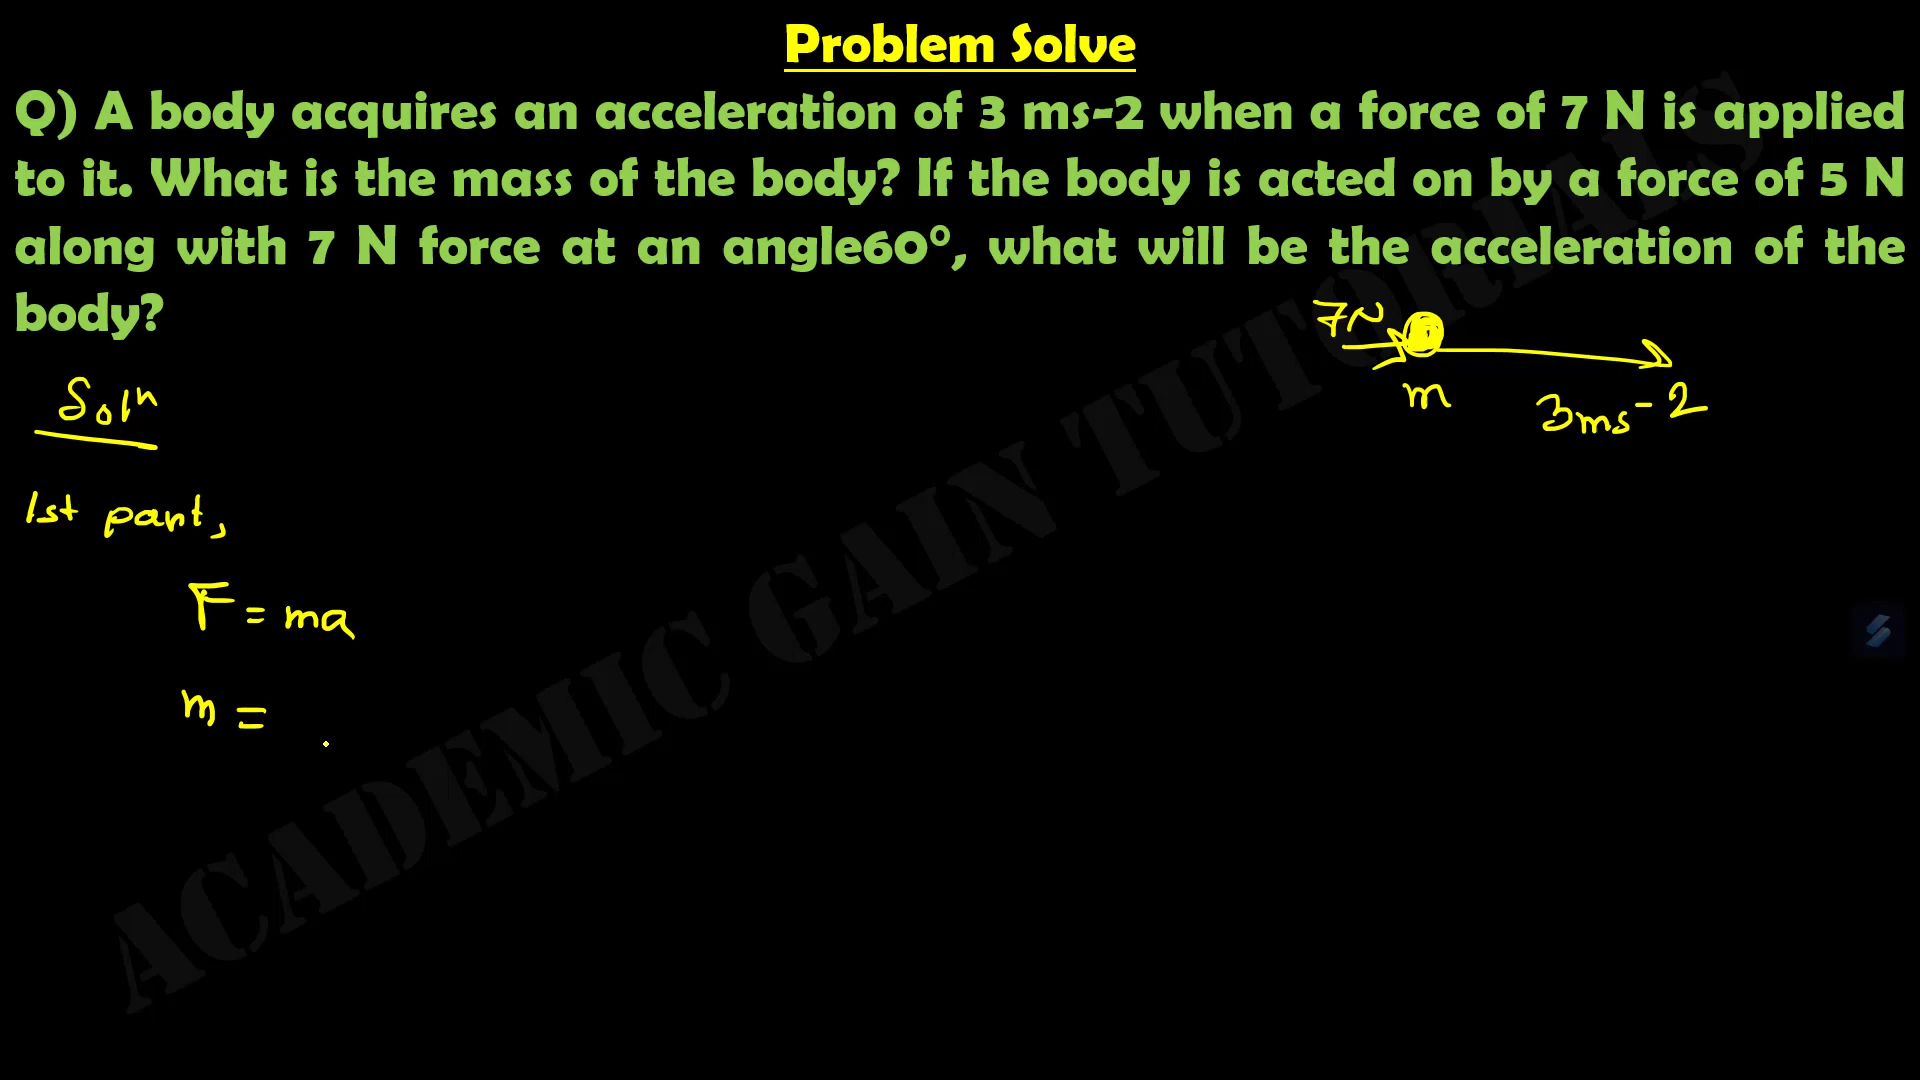 Problem Solve
Q) A body acquires an acceleration of 3 ms-2 when a force of 7 N is applied
to it. What is the mass of the body? If the body is acted on by a force of 5 N
along with 7 N force at an angle60°, what will be the acceleration of the
body?
7N
m
3ms-2
Solⁿ
1st part,
F = ma
m =
ACADEMIC GAIN TUTORIALS